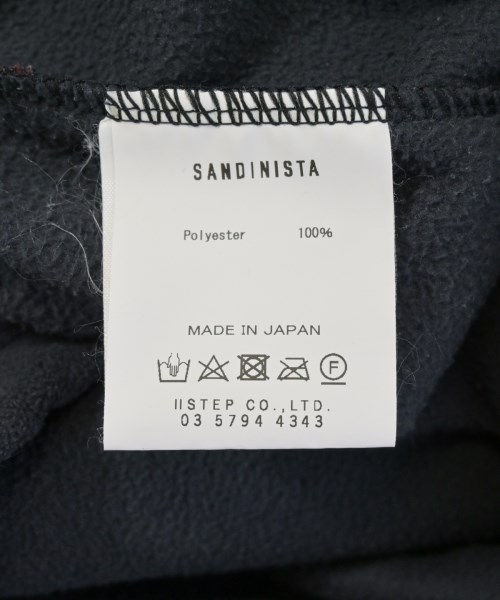 SANDINISTA
Polyester 100%
MADE IN JAPAN
F
IISTEP CO.,LTD.
03 5794 4343